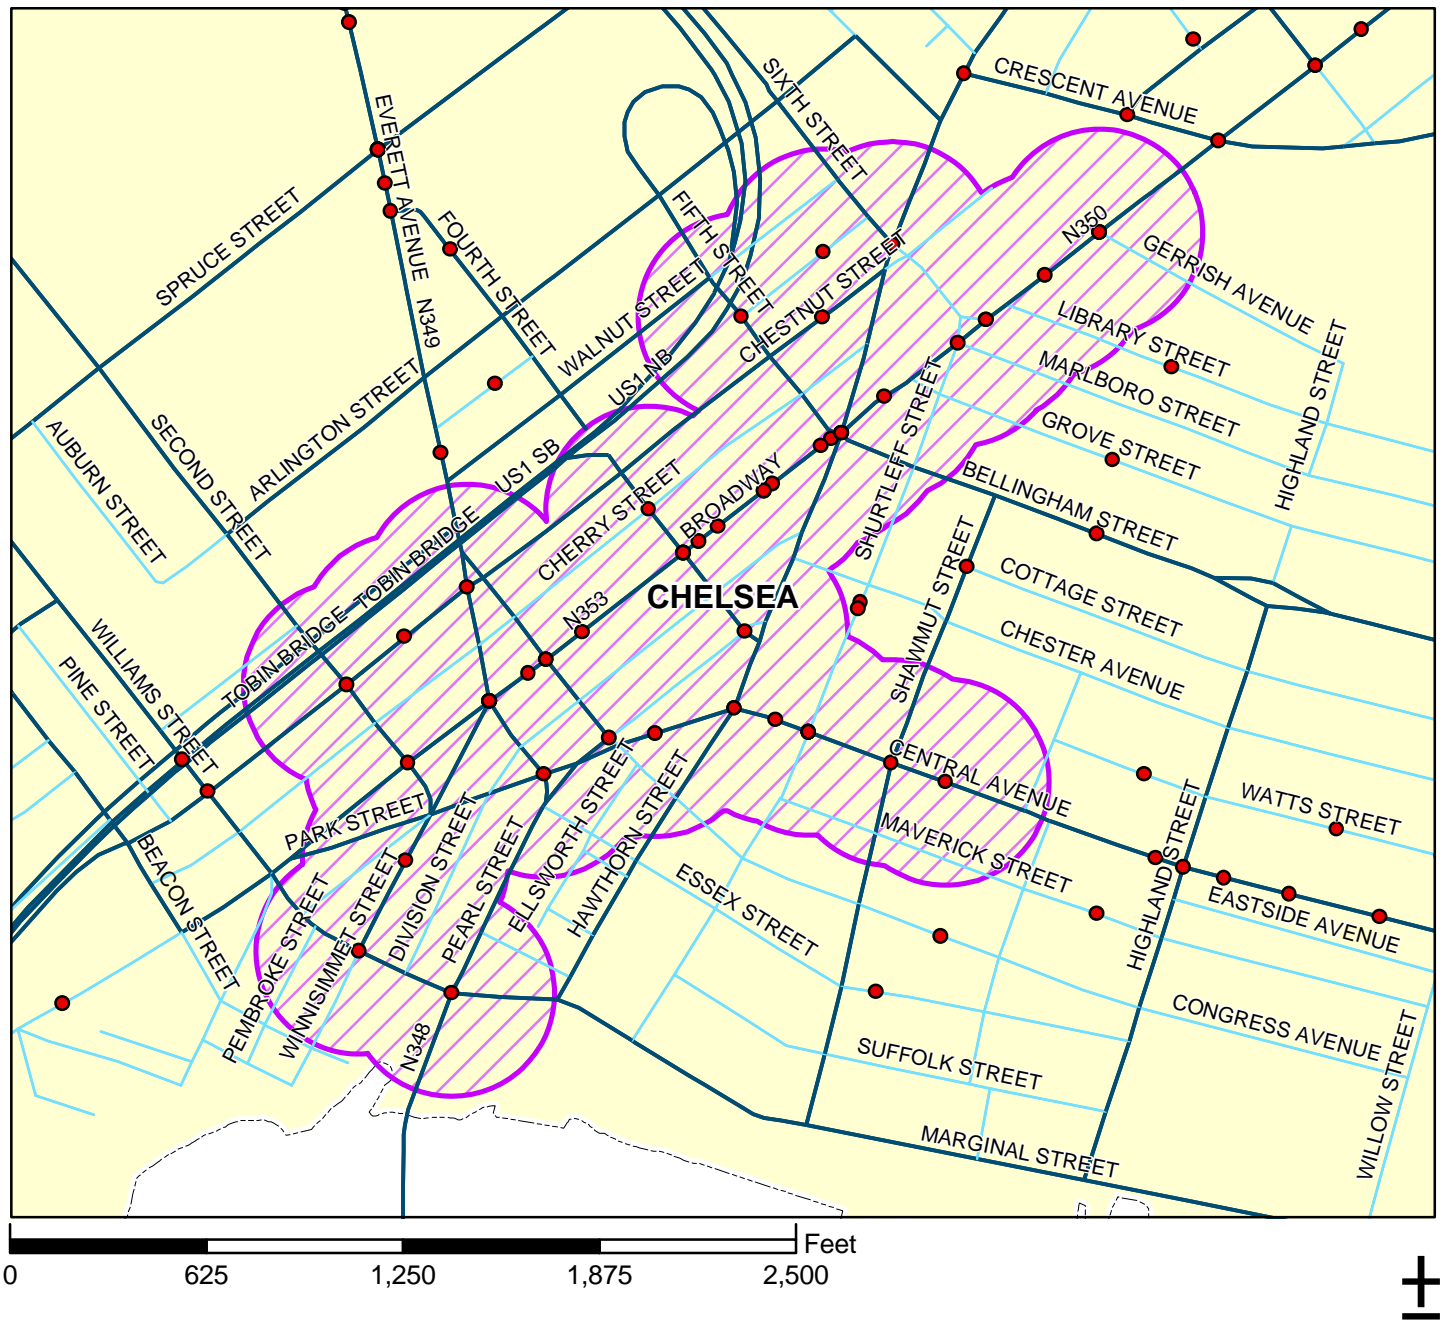 SIXTH STREET
CRESCENT AVENUE
EVERETT AVENUE
N349
SPRUCE STREET
FOURTH STREET
FIFTH STREET
N350
GERRISH AVENUE
WALNUT STREET
CHESTNUT STREET
LIBRARY STREET
MARLBORO STREET
HIGHLAND STREET
US1 NB
AUBURN STREET
SECOND STREET
ARLINGTON STREET
US1 SB
SHURTLEFF STREET
GROVE STREET
BELLINGHAM STREET
CHERRY STREET
BROADWAY
TOBIN BRIDGE
TOBIN BRIDGE
N353
CHELSEA
SHAWMUT STREET
COTTAGE STREET
CHESTER AVENUE
WILLIAMS STREET
PINE STREET
CENTRAL AVENUE
WATTS STREET
PARK STREET
ELLSWORTH STREET
HAWTHORN STREET
MAVERICK STREET
HIGHLAND STREET
BEACON STREET
DIVISION STREET
PEARL STREET
ESSEX STREET
EASTSIDE AVENUE
PEMBROKE STREET
WINNISIMMET STREET
N348
SUFFOLK STREET
CONGRESS AVENUE
WILLOW STREET
MARGINAL STREET
Feet
0 625 1,250 1,875 2,500